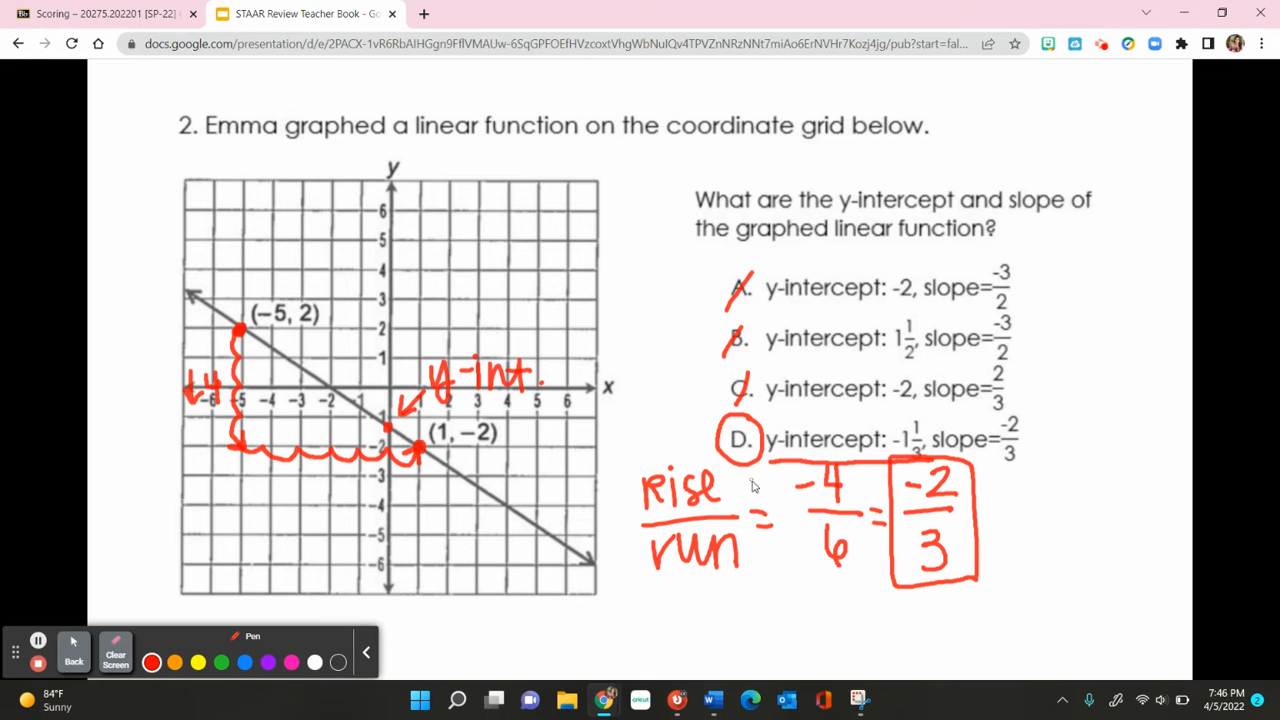 Scoring – 20275.202201 [SP-22]
STAAR Review Teacher Book - Go
docs.google.com/presentation/d/e/2PACX-1vR6RbAIHGgn9EflVMAUw-6SqGPFOEfHVzcoxtVhgWbNuIQv4TPVZnNRzNNt7miAo6ErNVHr7Kozj4jg/pub?start=fal...
2. Emma graphed a linear function on the coordinate grid below.
y
6
5
4
3
2
1
(−5, 2)
-6 -5 -4 -3 -2 -1 1 2 3 4 5 6 x
↓4
y-int.
-1
-2
-3
-4
-5
-6
(1, −2)
What are the y-intercept and slope of
the graphed linear function?
A. y-intercept: -2, slope=-3/2
B. y-intercept: 1 1/2, slope=-3/2
C. y-intercept: -2, slope=2/3
D. y-intercept: -1 1/3, slope=-2/3
Rise/run = -4/6 = -2/3
Pen
Back
Clear Screen
84°F
Sunny
cricut
7:46 PM
4/5/2022
2